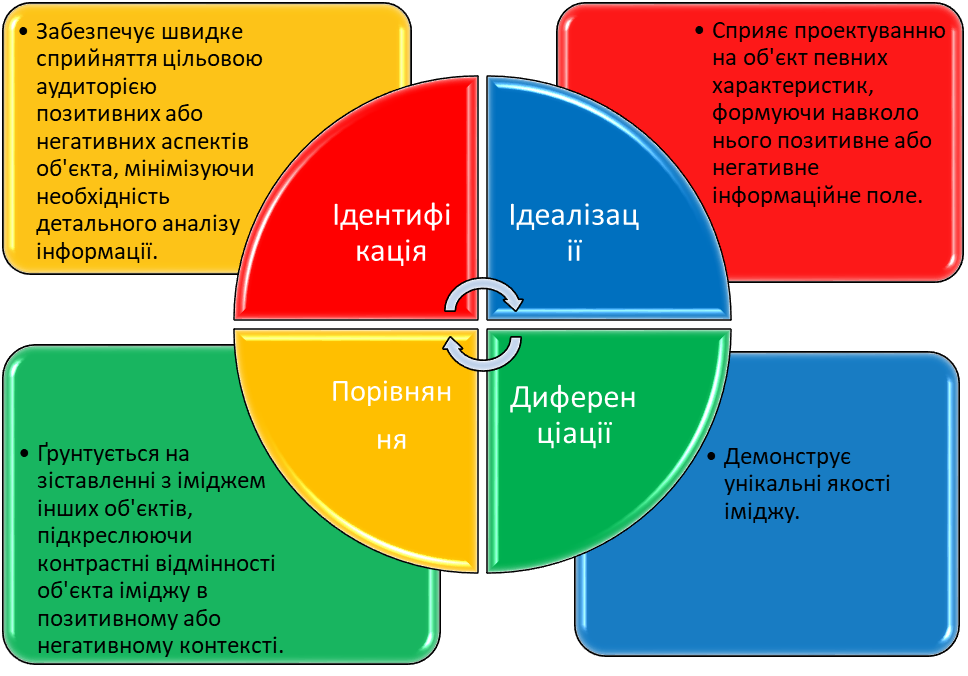 • Забезпечує швидке
сприйняття цільовою
аудиторією
позитивних або
негативних аспектів
об'єкта, мінімізуючи
необхідність
детального аналізу
інформації.
• Сприяє проектуванню
на об'єкт певних
характеристик,
формуючи навколо
нього позитивне або
негативне
інформаційне поле.
Ідентифі
кація
Ідеалізац
ії
Порівнян
ня
Диферен
ціації
• Ґрунтується на
зіставленні з іміджем
інших об'єктів,
підкреслюючи
контрастні відмінності
об'єкта іміджу в
позитивному або
негативному контексті.
• Демонструє
унікальні якості
іміджу.